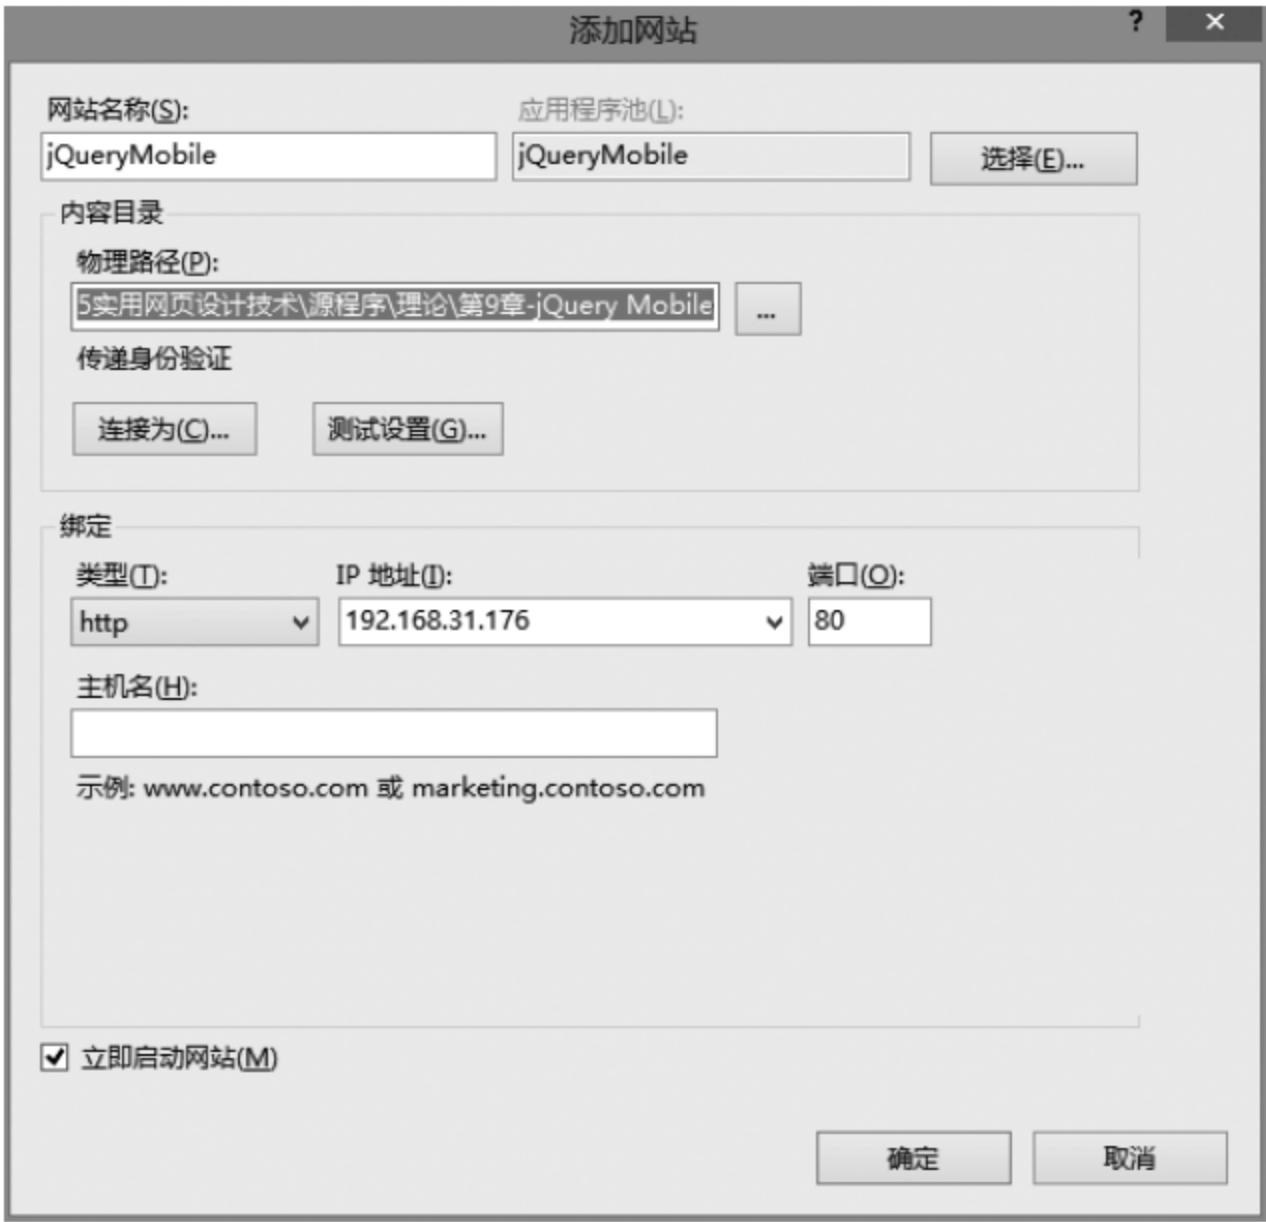 添加网站
?
网站名称(S):
应用程序池(L):
jQueryMobile
jQueryMobile
选择(E)...
内容目录
物理路径(P):
5实用网页设计技术\源程序\理论\第9章-jQuery Mobile
...
传递身份验证
连接为(C)...
测试设置(G)...
绑定
类型(T):
IP 地址(I):
端口(O):
http
192.168.31.176
80
主机名(H):
示例: www.contoso.com 或 marketing.contoso.com
立即启动网站(M)
确定
取消